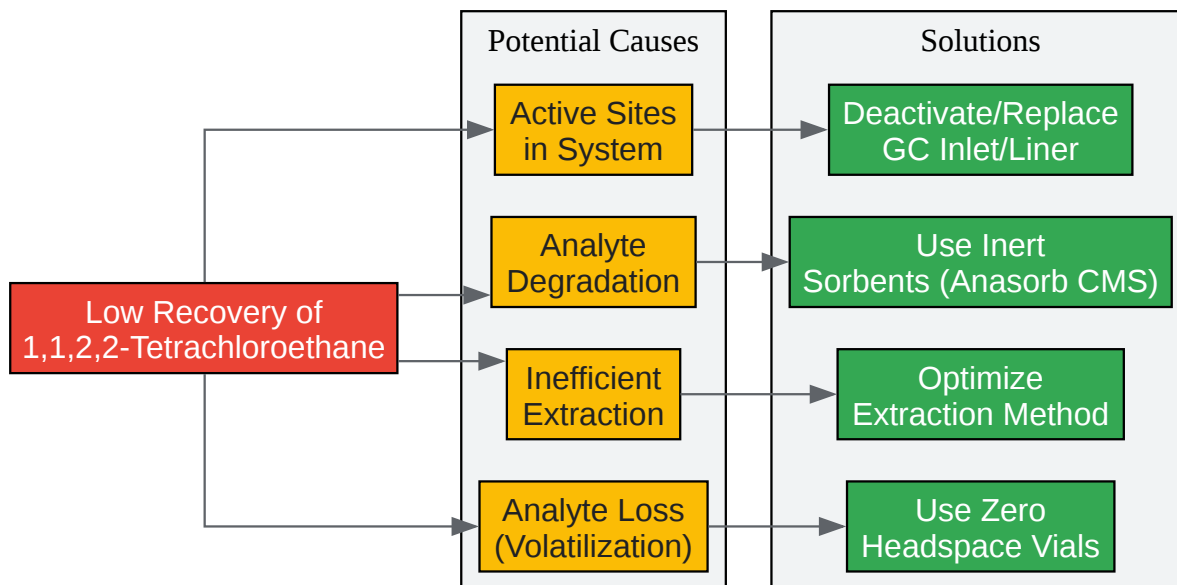 Potential Causes
Solutions
Active Sites
in System
Deactivate/Replace
GC Inlet/Liner
Analyte
Degradation
Use Inert
Sorbents (Anasorb CMS)
Low Recovery of
1,1,2,2-Tetrachloroethane
Inefficient
Extraction
Optimize
Extraction Method
Analyte Loss
(Volatilization)
Use Zero
Headspace Vials